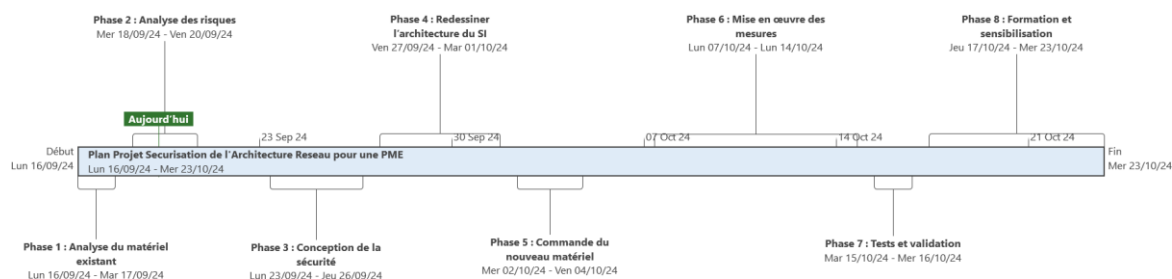 Phase 2 : Analyse des risques
Mer 18/09/24 - Ven 20/09/24
Phase 4 : Redessiner
l'architecture du SI
Ven 27/09/24 - Mar 01/10/24
Phase 6 : Mise en œuvre des
mesures
Lun 07/10/24 - Lun 14/10/24
Phase 8 : Formation et
sensibilisation
Jeu 17/10/24 - Mer 23/10/24
Aujourd'hui
23 Sep 24
30 Sep 24
07 Oct 24
14 Oct 24
21 Oct 24
Début
Lun 16/09/24
Plan Projet Securisation de l'Architecture Reseau pour une PME
Lun 16/09/24 - Mer 23/10/24
Fin
Mer 23/10/24
Phase 1 : Analyse du matériel
existant
Lun 16/09/24 - Mar 17/09/24
Phase 3 : Conception de la
sécurité
Lun 23/09/24 - Jeu 26/09/24
Phase 5 : Commande du
nouveau matériel
Mer 02/10/24 - Ven 04/10/24
Phase 7 : Tests et validation
Mar 15/10/24 - Mer 16/10/24